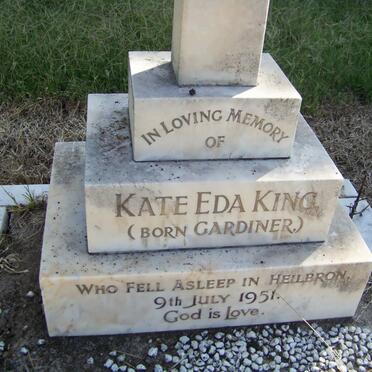 IN LOVING MEMORY
OF
KATE EDA KING
(BORN GARDINER,)
WHO FELL ASLEEP IN HEILBRON,
9th JULY 1951.
GOD IS LOVE.